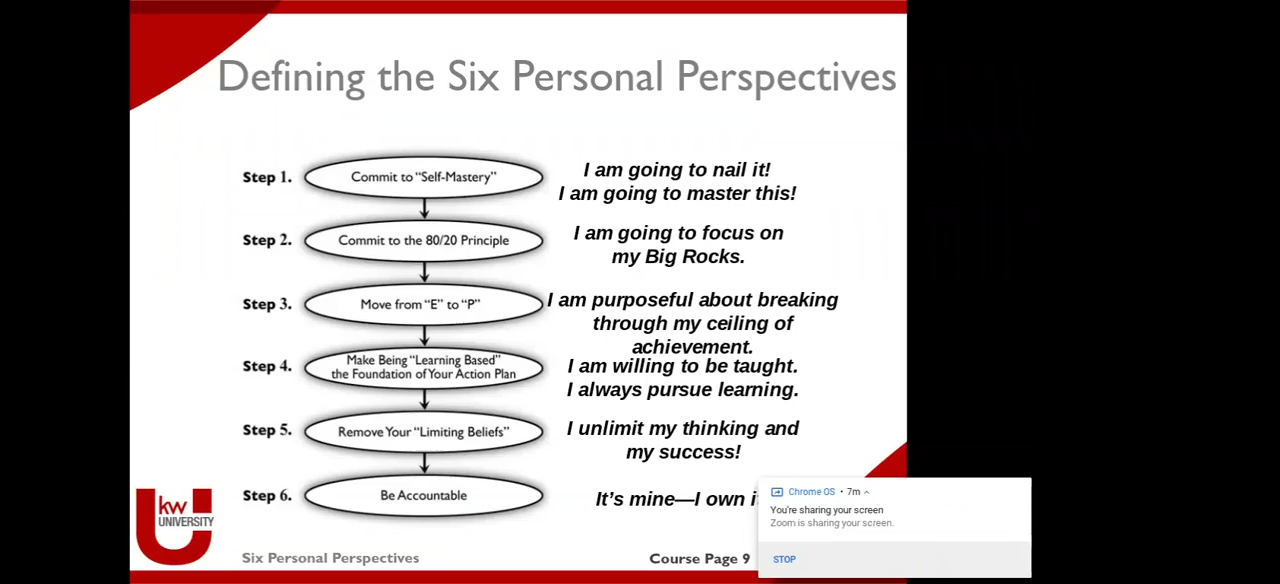 Defining the Six Personal Perspectives
Step 1.
Commit to “Self-Mastery”
I am going to nail it!
I am going to master this!
Step 2.
Commit to the 80/20 Principle
I am going to focus on
my Big Rocks.
Step 3.
Move from “E” to “P”
I am purposeful about breaking
through my ceiling of
achievement.
Step 4.
Make Being “Learning Based”
the Foundation of Your Action Plan
I am willing to be taught.
I always pursue learning.
Step 5.
Remove Your “Limiting Beliefs”
I unlimit my thinking and
my success!
Step 6.
Be Accountable
It’s mine—I own
kw
UNIVERSITY
Six Personal Perspectives
Course Page 9
Chrome OS • 7m
You're sharing your screen
Zoom is sharing your screen.
STOP